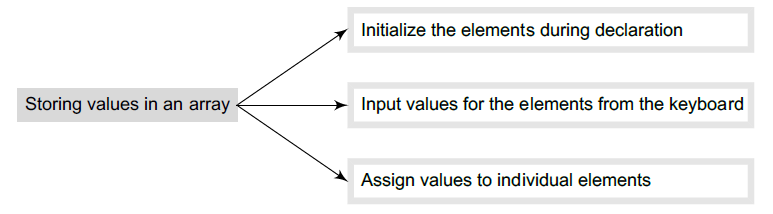 Initialize the elements during declaration
Storing values in an array
Input values for the elements from the keyboard
Assign values to individual elements